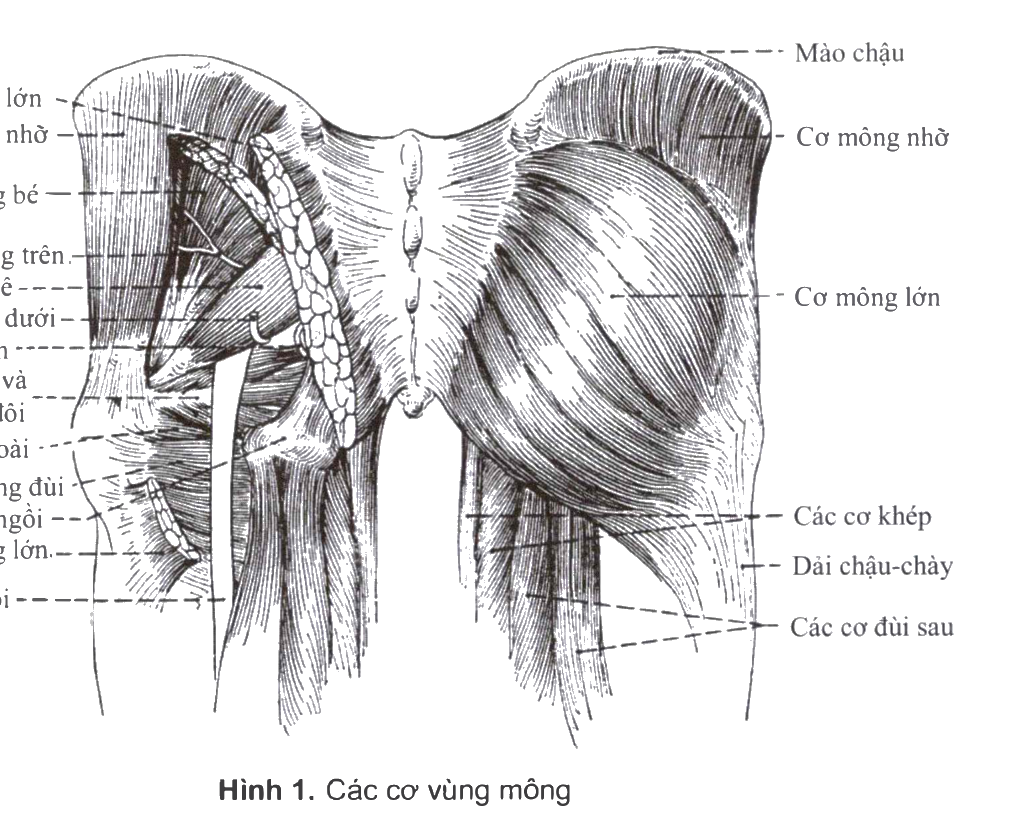 lớn
nhỡ
bé
g trên
ê
dưới
và
đôi
oài
ng đùi
ngồi
g lớn
Mào chậu
Cơ mông nhỡ
Cơ mông lớn
Các cơ khép
Dải chậu-chày
Các cơ đùi sau
Hình 1. Các cơ vùng mông